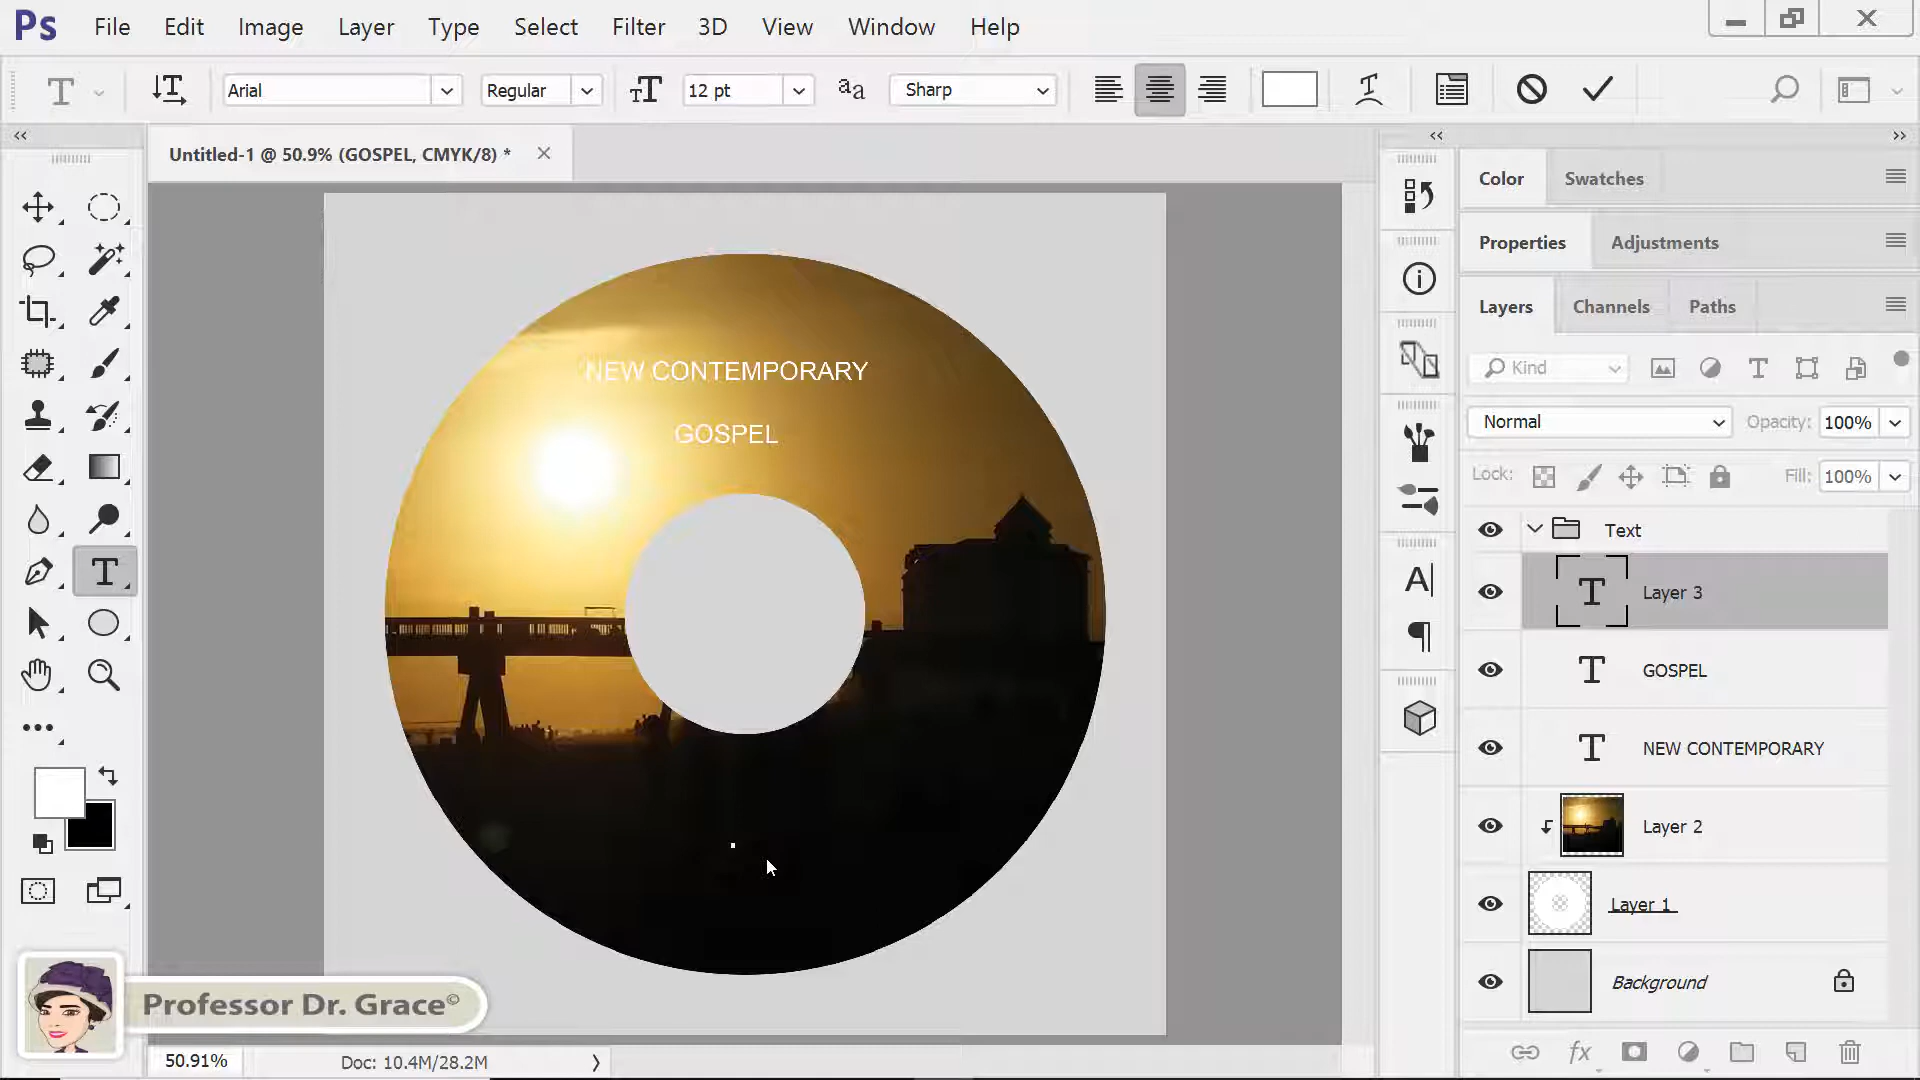 Ps File Edit Image Layer Type Select Filter 3D View Window Help
T Arial Regular 12 pt aa Sharp
Untitled-1 @ 50.9% (GOSPEL, CMYK/8) *
Color Swatches
Properties Adjustments
Layers Channels Paths
Kind
Normal Opacity: 100%
Lock: Fill: 100%
Text
Layer 3
GOSPEL
NEW CONTEMPORARY
Layer 2
Layer 1
Background
fx
NEW CONTEMPORARY
GOSPEL
Professor Dr. Grace©
50.91% Doc: 10.4M/28.2M